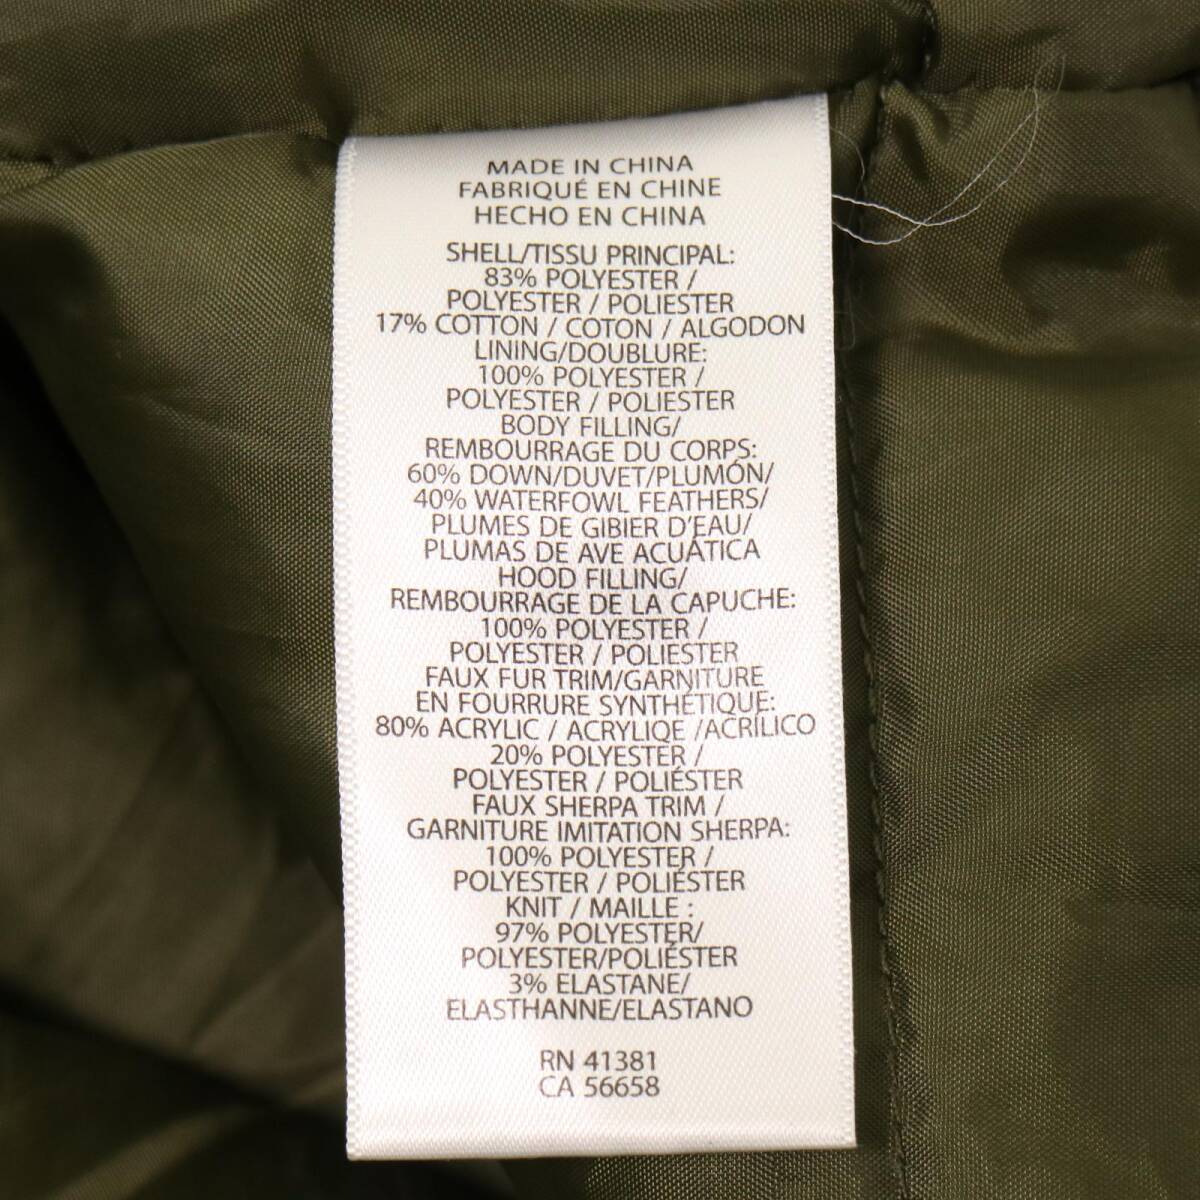 MADE IN CHINA
FABRIQUÉ EN CHINE
HECHO EN CHINA
SHELL/TISSU PRINCIPAL:
83% POLYESTER /
POLYESTER / POLIESTER
17% COTTON / COTON / ALGODON
LINING/DOUBLURE:
100% POLYESTER /
POLYESTER / POLIESTER
BODY FILLING/
REMBOURRAGE DU CORPS:
60% DOWN/DUVET/PLUMÓN/
40% WATERFOWL FEATHERS/
PLUMES DE GIBIER D'EAU/
PLUMAS DE AVE ACUÁTICA
HOOD FILLING/
REMBOURRAGE DE LA CAPUCHE:
100% POLYESTER /
POLYESTER / POLIESTER
FAUX FUR TRIM/GARNITURE
EN FOURRURE SYNTHÉTIQUE:
80% ACRYLIC / ACRYLIQE /ACRÍLICO
20% POLYESTER /
POLYESTER / POLIÉSTER
FAUX SHERPA TRIM /
GARNITURE IMITATION SHERPA:
100% POLYESTER /
POLYESTER / POLIÉSTER
KNIT / MAILLE :
97% POLYESTER/
POLYESTER/POLIÉSTER
3% ELASTANE/
ELASTHANNE/ELASTANO
RN 41381
CA 56658